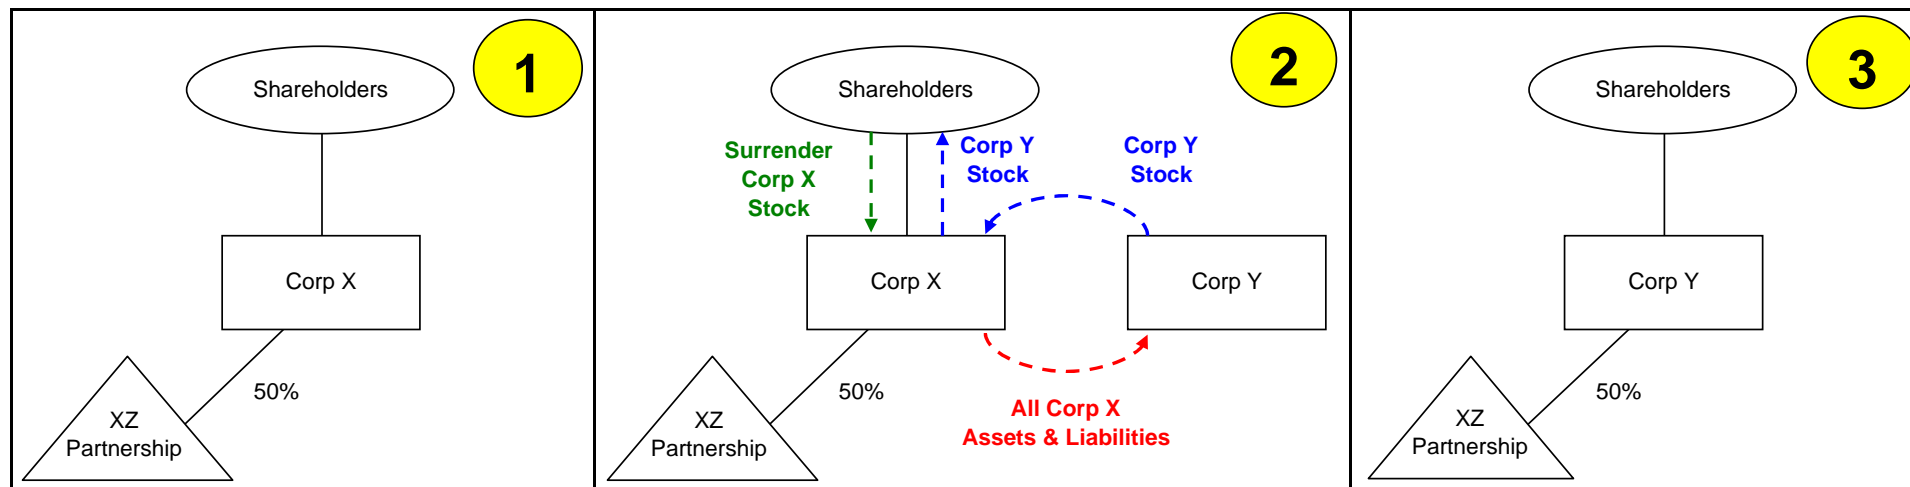 1
Shareholders
Corp X
50%
XZ
Partnership
2
Shareholders
Surrender
Corp X
Stock
Corp Y
Stock
Corp Y
Stock
Corp X
Corp Y
50%
XZ
Partnership
All Corp X
Assets & Liabilities
3
Shareholders
Corp Y
50%
XZ
Partnership